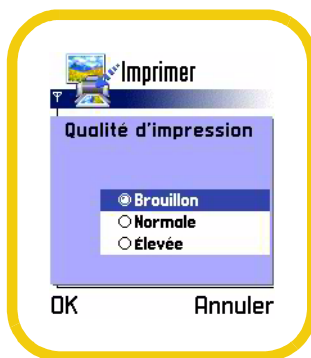 Imprimer
Qualité d'impression
Brouillon
Normale
Élevée
OK Annuler